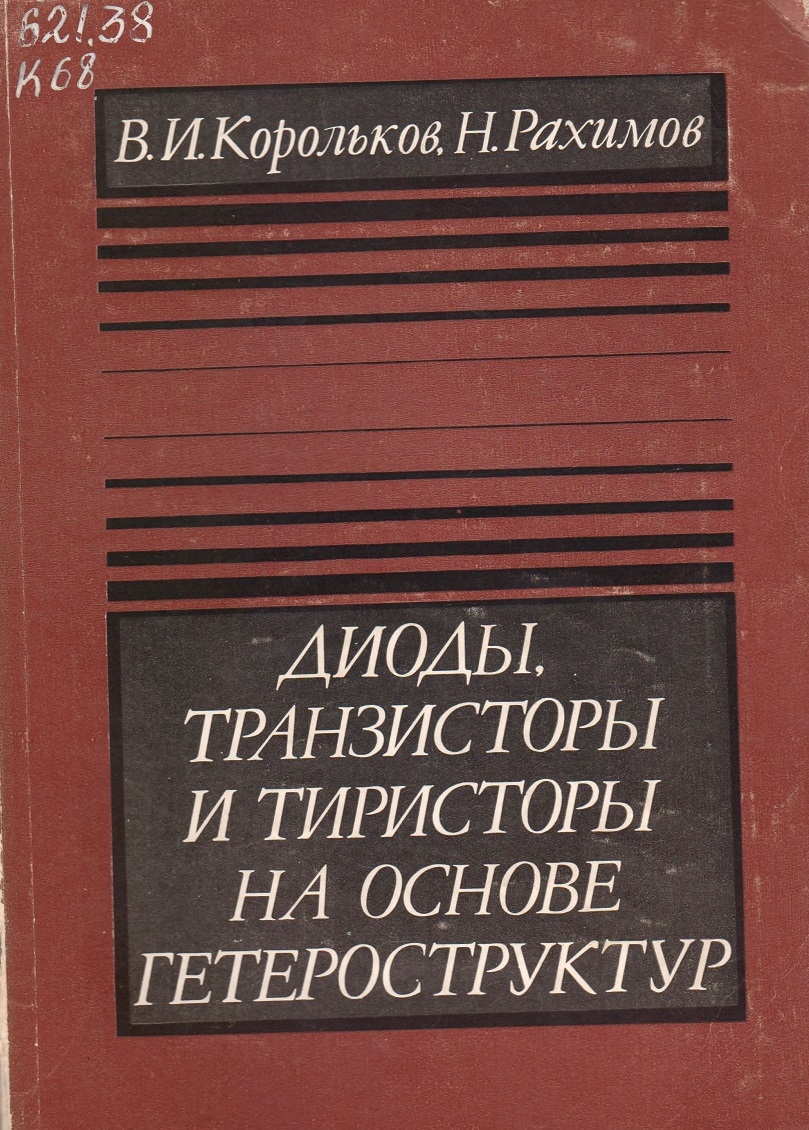 621.38
К68
В.И.Корольков, Н.Рахимов
ДИОДЫ,
ТРАНЗИСТОРЫ
И ТИРИСТОРЫ
НА ОСНОВЕ
ГЕТЕРОСТРУКТУР